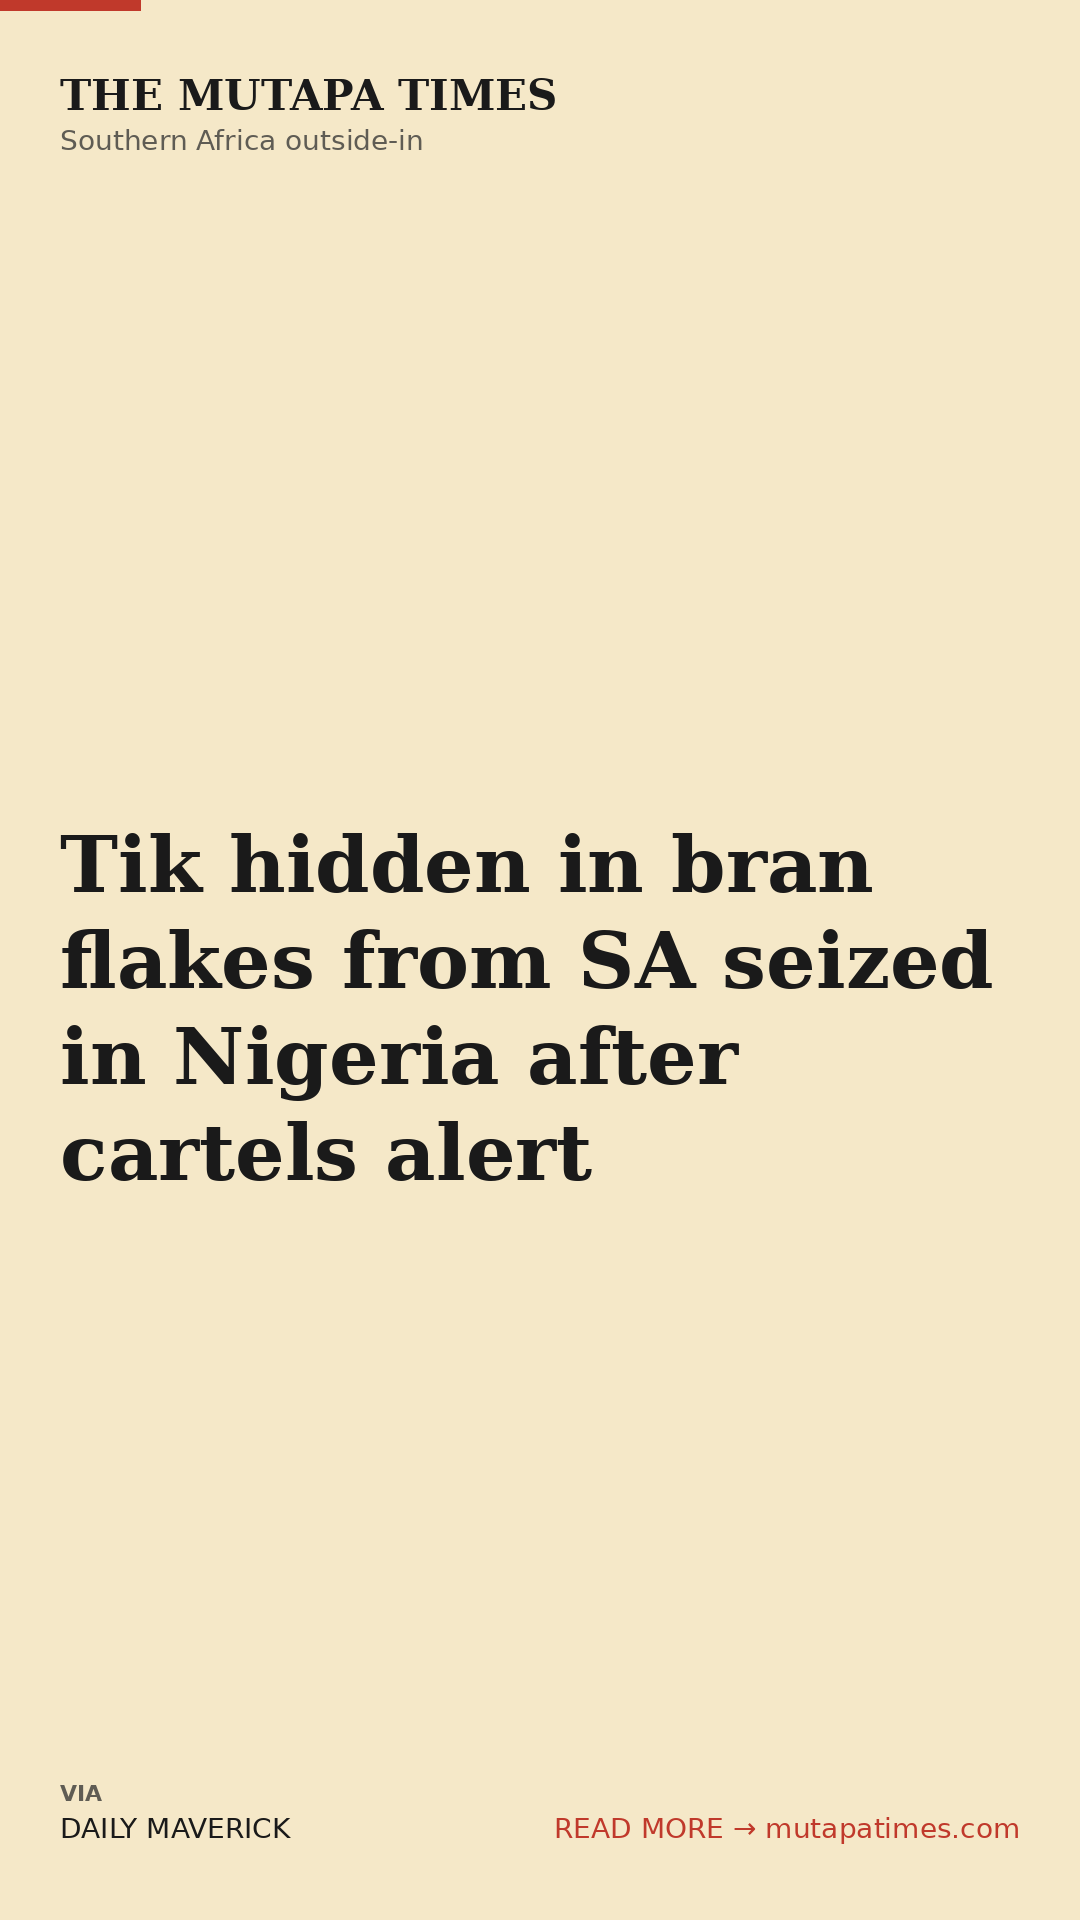 THE MUTAPA TIMES
Southern Africa outside-in
Tik hidden in bran
flakes from SA seized
in Nigeria after
cartels alert
VIA
DAILY MAVERICK
READ MORE → mutapatimes.com